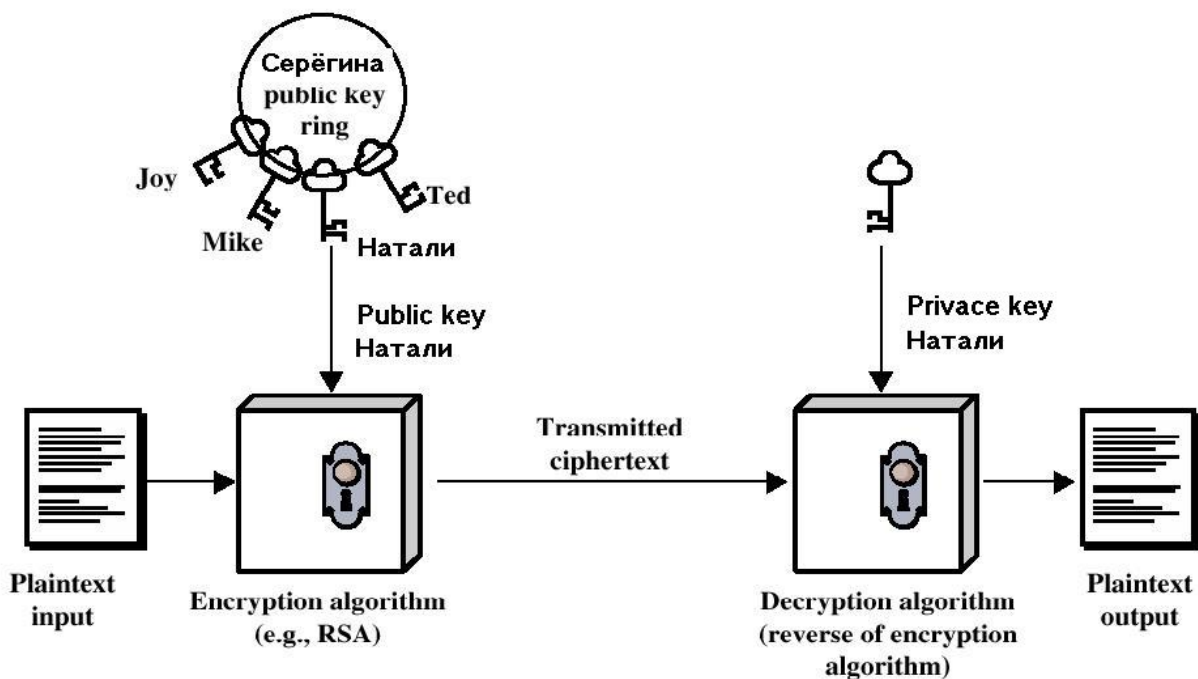 Серёгина
public key
ring
Joy
Mike
Ted
Натали
Public key
Натали
Privace key
Натали
Transmitted
ciphertext
Plaintext
input
Encryption algorithm
(e.g., RSA)
Decryption algorithm
(reverse of encryption
algorithm)
Plaintext
output